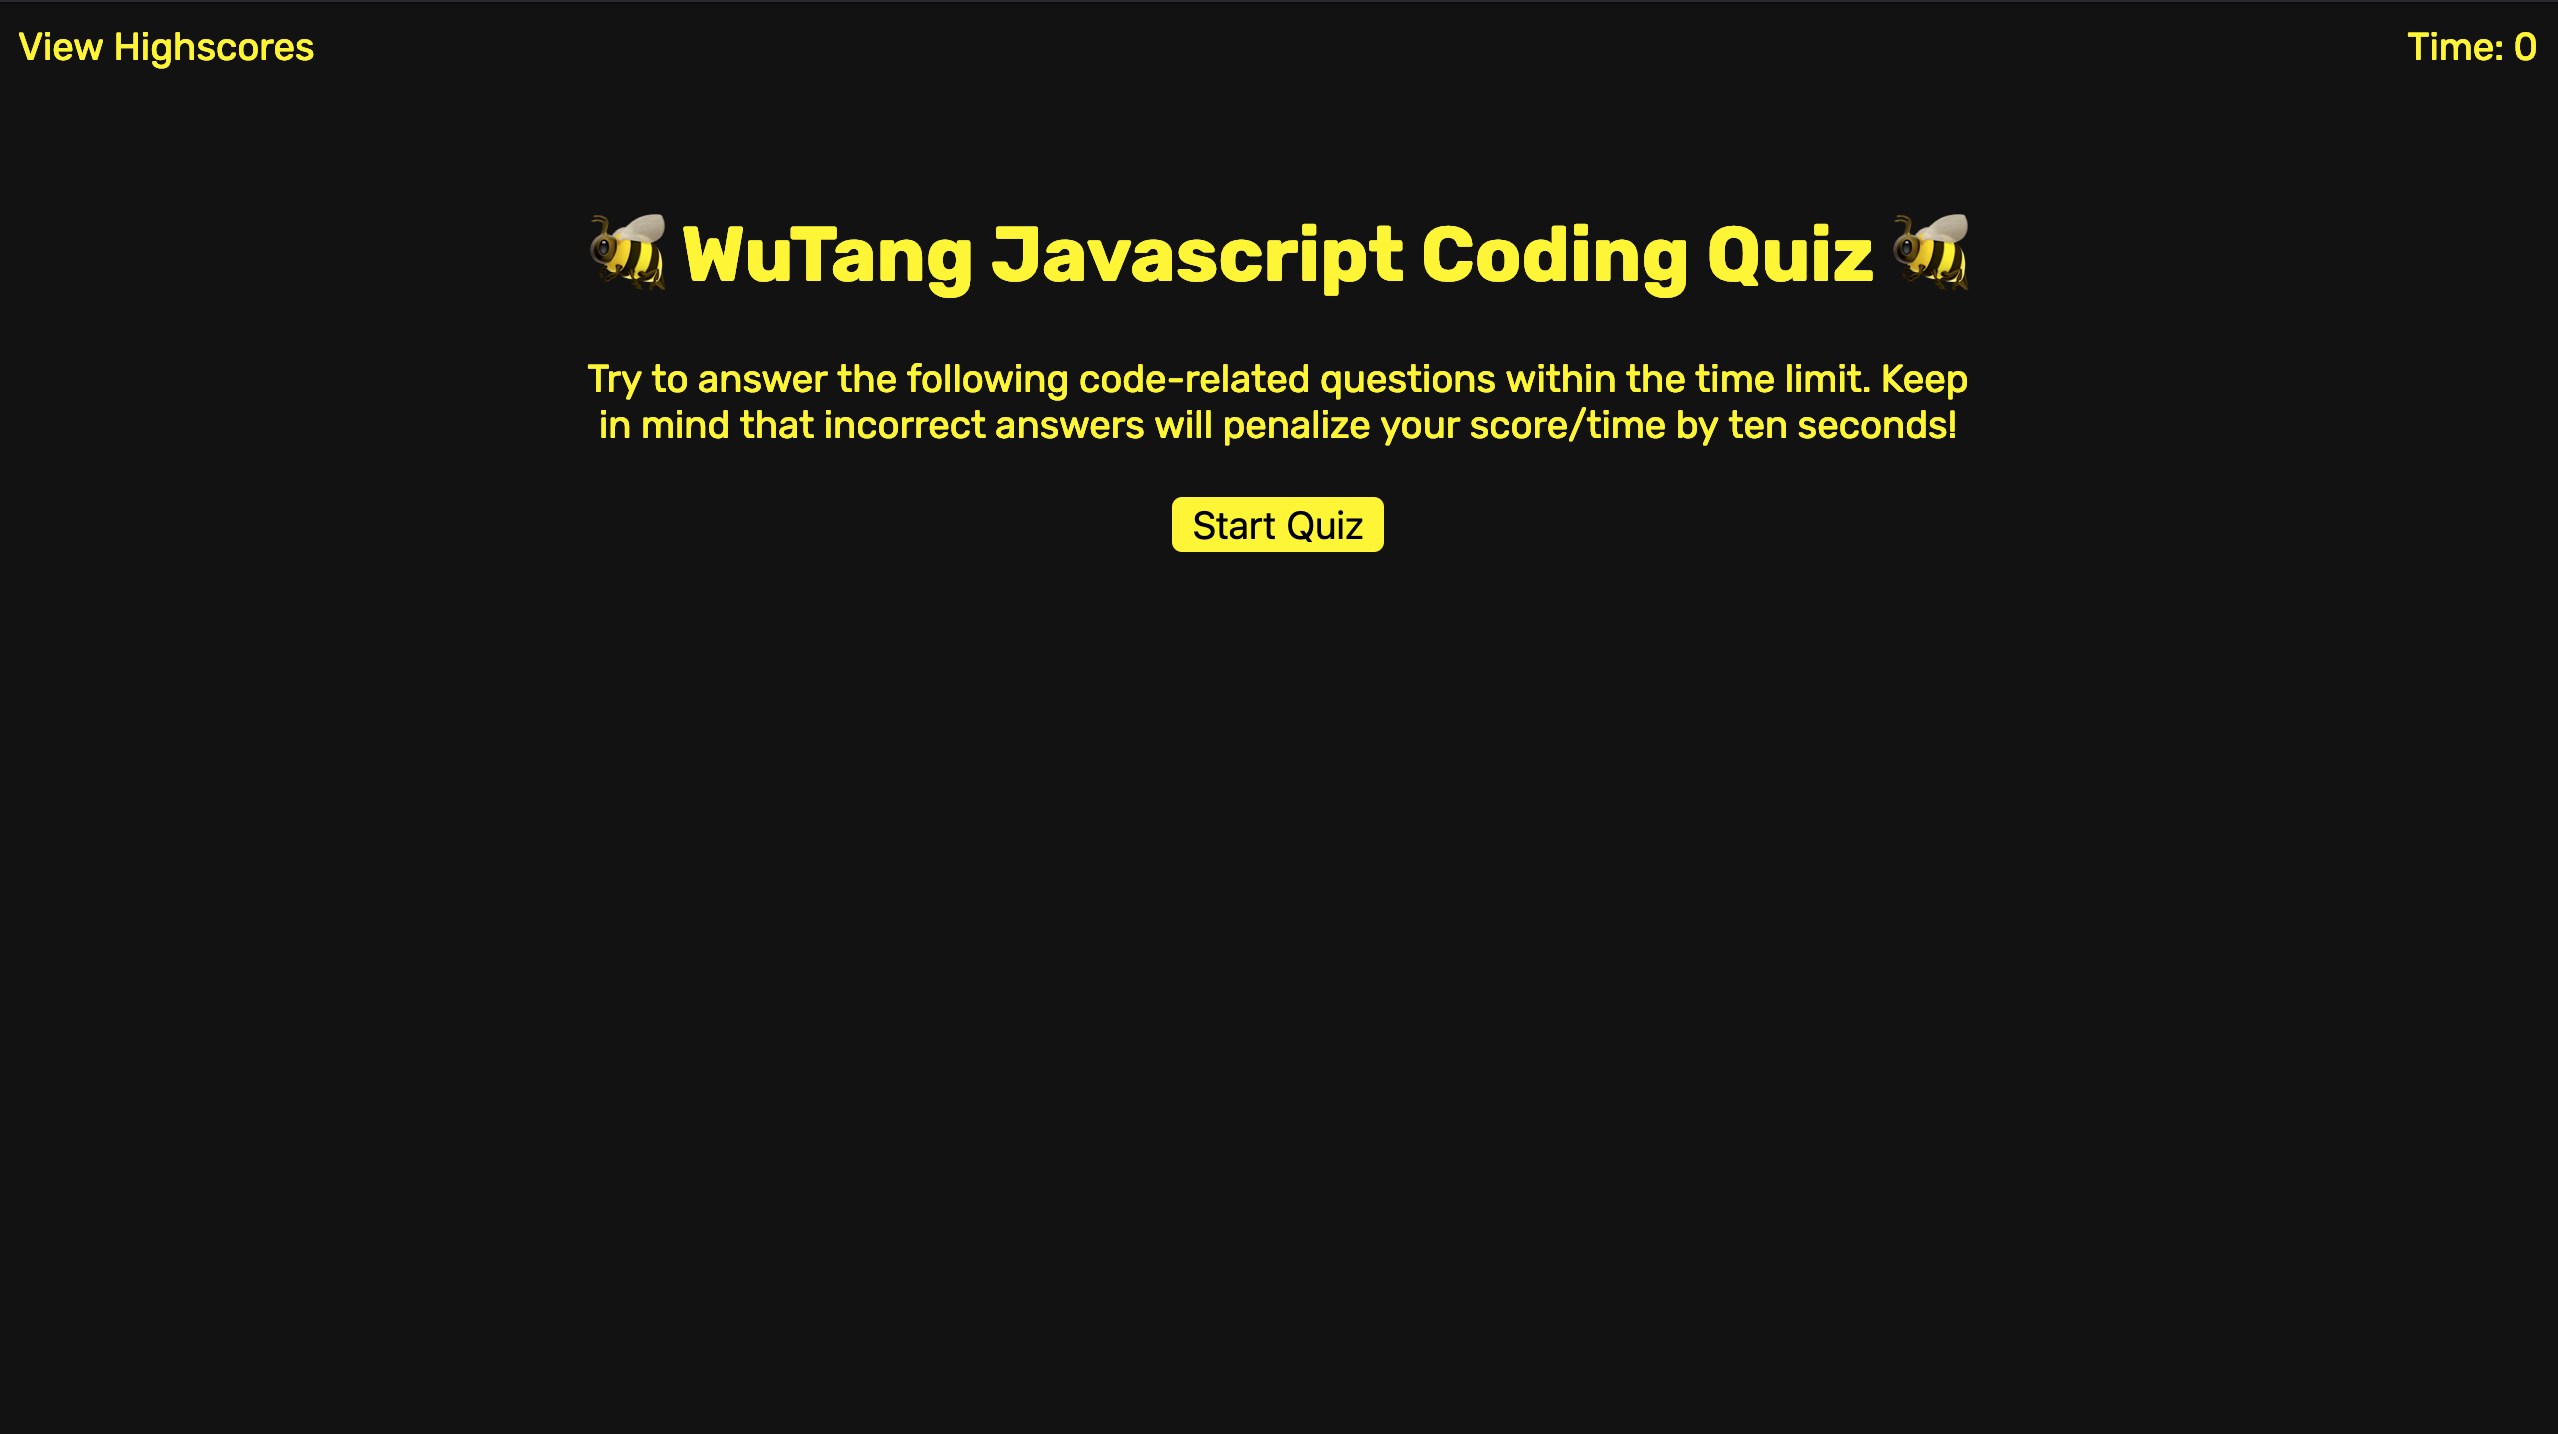 View Highscores
Time: 0
🐝 WuTang Javascript Coding Quiz 🐝
Try to answer the following code-related questions within the time limit. Keep
in mind that incorrect answers will penalize your score/time by ten seconds!
Start Quiz